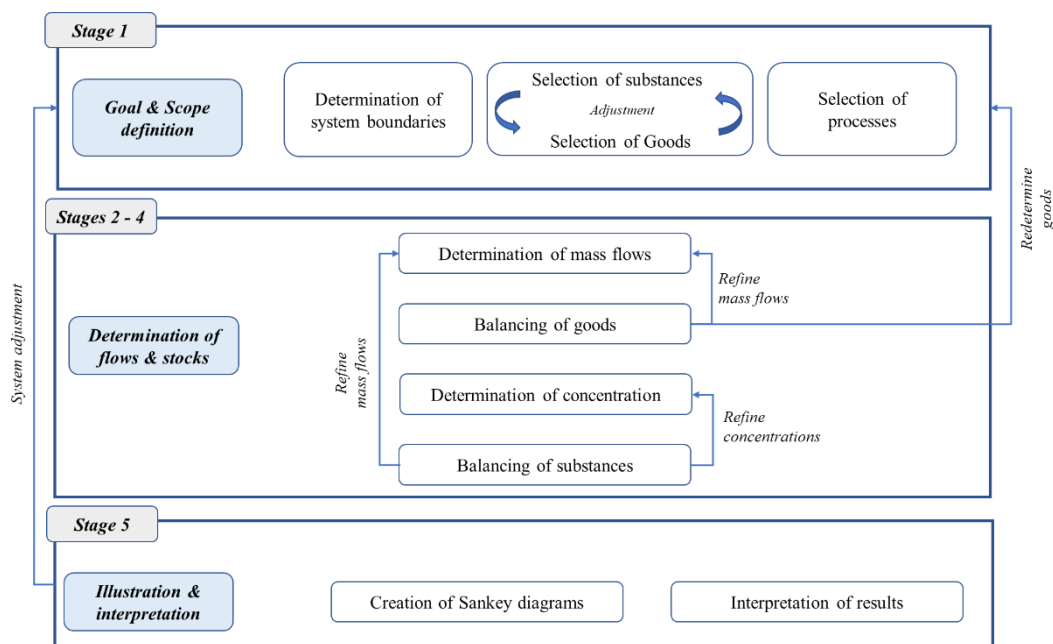 Stage 1
Goal & Scope
definition
Determination of
system boundaries
Selection of substances
Adjustment
Selection of Goods
Selection of
processes
Redetermine
goods
System adjustment
Stages 2 - 4
Determination of
flows & stocks
Determination of mass flows
Refine
mass flows
Balancing of goods
Refine
mass flows
Determination of concentration
Refine
concentrations
Balancing of substances
Stage 5
Illustration &
interpretation
Creation of Sankey diagrams
Interpretation of results